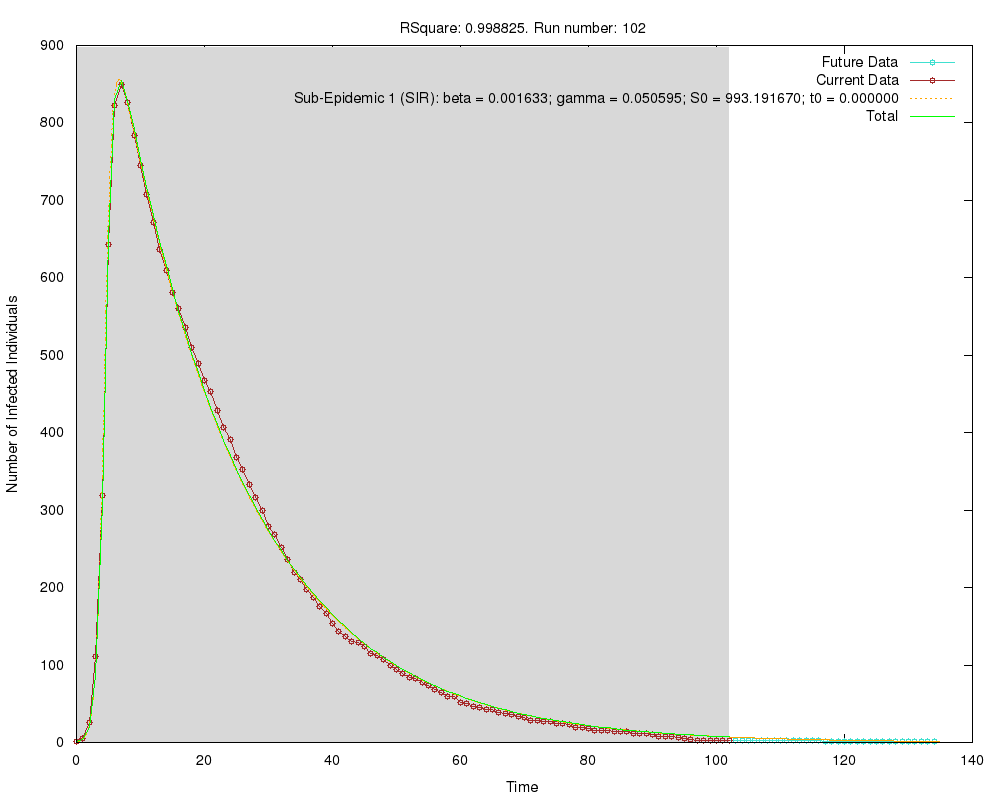 RSquare: 0.998825. Run number: 102
Future Data
Current Data
Sub-Epidemic 1 (SIR): beta = 0.001633; gamma = 0.050595; S0 = 993.191670; t0 = 0.000000
Total
900
800
700
600
500
400
300
200
100
0
Number of Infected Individuals
0 20 40 60 80 100 120 140
Time